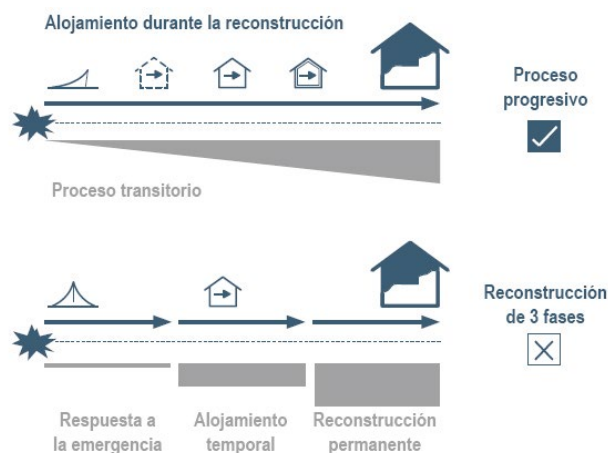 Alojamiento durante la reconstrucción
Proceso
progresivo
Proceso transitorio
Reconstrucción
de 3 fases
Respuesta a
la emergencia
Alojamiento
temporal
Reconstrucción
permanente